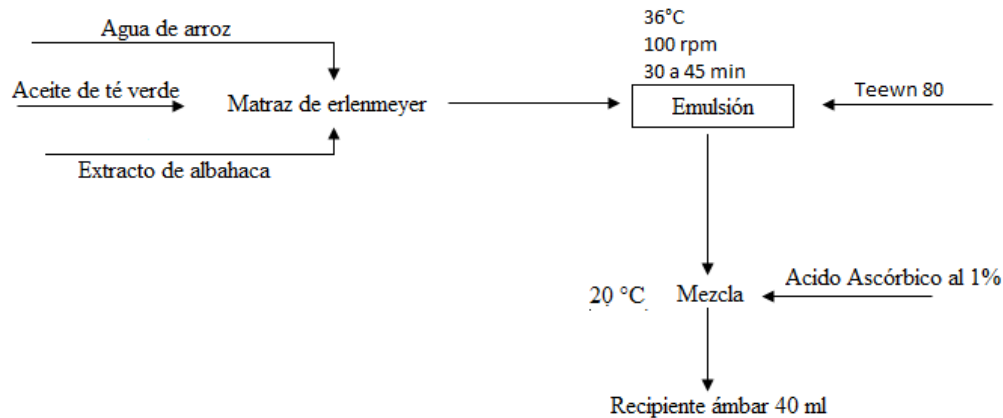 Agua de arroz
Aceite de té verde
Matraz de erlenmeyer
Extracto de albahaca
36°C
100 rpm
30 a 45 min
Emulsión
Teewn 80
20 °C
Mezcla
Acido Ascórbico al 1%
Recipiente ámbar 40 ml